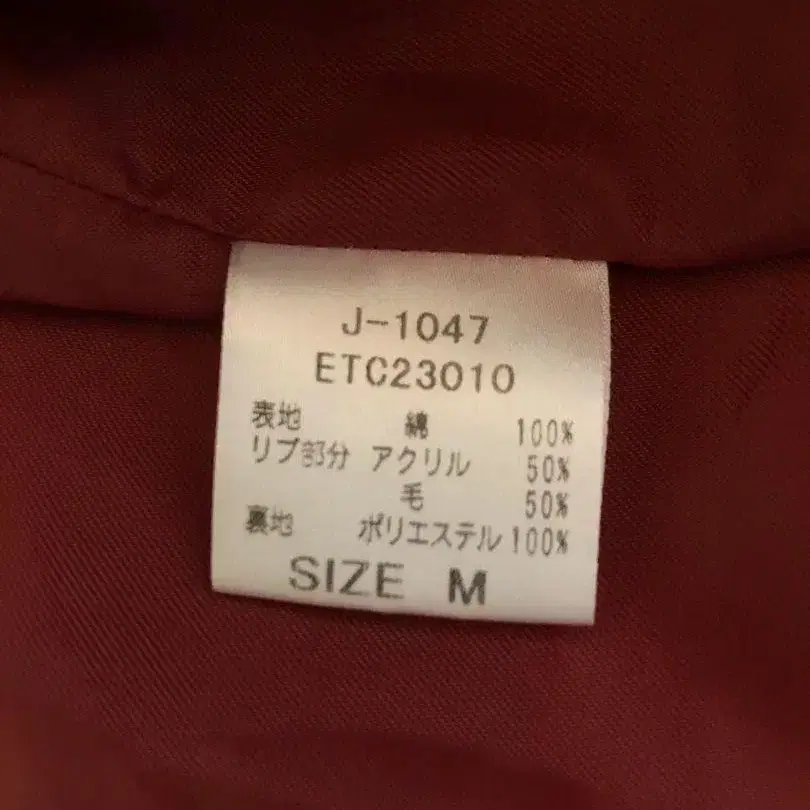 J-1047
ETC23010
表地 綿 100%
リブ部分 アクリル 50%
毛 50%
裏地 ポリエステル 100%
SIZE M